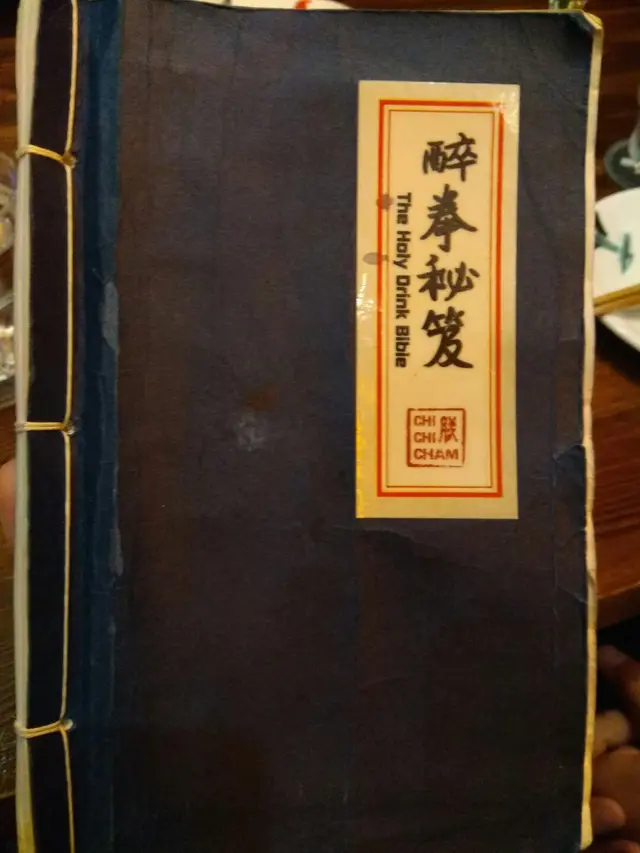 醉拳秘笈
The Holy Drink Bible
CHI
CHI
CHAM